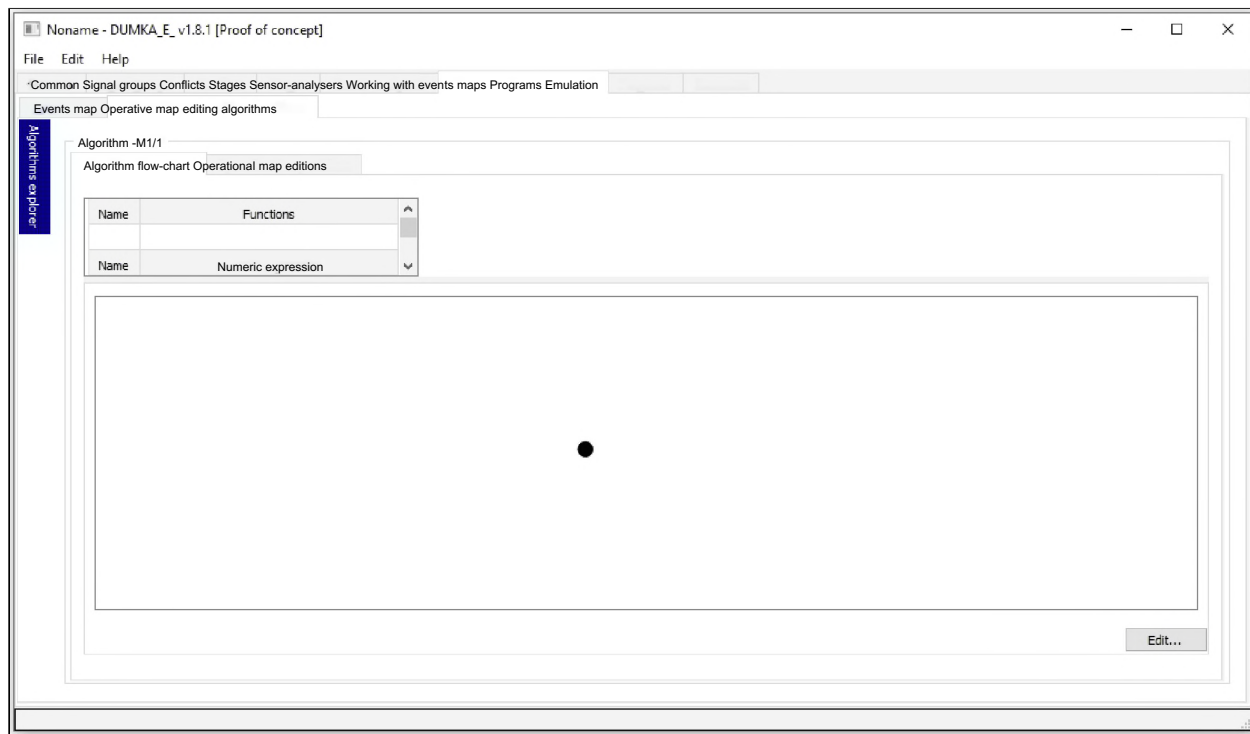 Noname - DUMKA_E_ v1.8.1 [Proof of concept]
File Edit Help
Common Signal groups Conflicts Stages Sensor-analysers Working with events maps Programs Emulation
Events map Operative map editing algorithms
Algorithms explorer
Algorithm -M1/1
Algorithm flow-chart Operational map editions
Name Functions
Name Numeric expression
Edit...